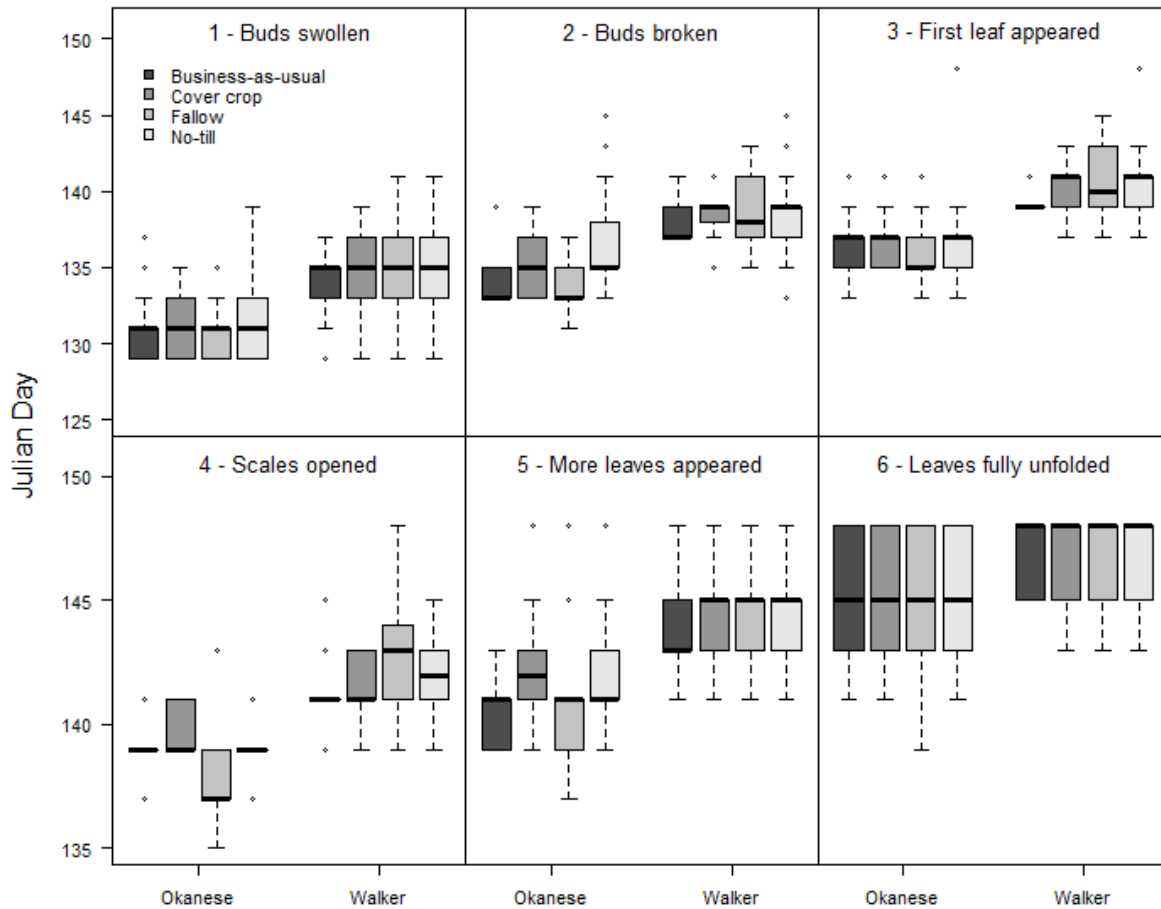 1 - Buds swollen
2 - Buds broken
3 - First leaf appeared
Business-as-usual
Cover crop
Fallow
No-till
150
145
140
135
130
125
Julian Day
4 - Scales opened
5 - More leaves appeared
6 - Leaves fully unfolded
150
145
140
135
Okanese
Walker
Okanese
Walker
Okanese
Walker